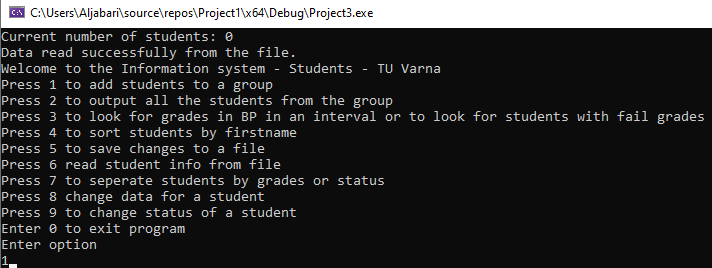 C:\Users\Aljabari\source\repos\Project1\x64\Debug\Project3.exe
Current number of students: 0
Data read successfully from the file.
Welcome to the Information system - Students - TU Varna
Press 1 to add students to a group
Press 2 to output all the students from the group
Press 3 to look for grades in BP in an interval or to look for students with fail grades
Press 4 to sort students by firstname
Press 5 to save changes to a file
Press 6 read student info from file
Press 7 to seperate students by grades or status
Press 8 change data for a student
Press 9 to change status of a student
Enter 0 to exit program
Enter option
1